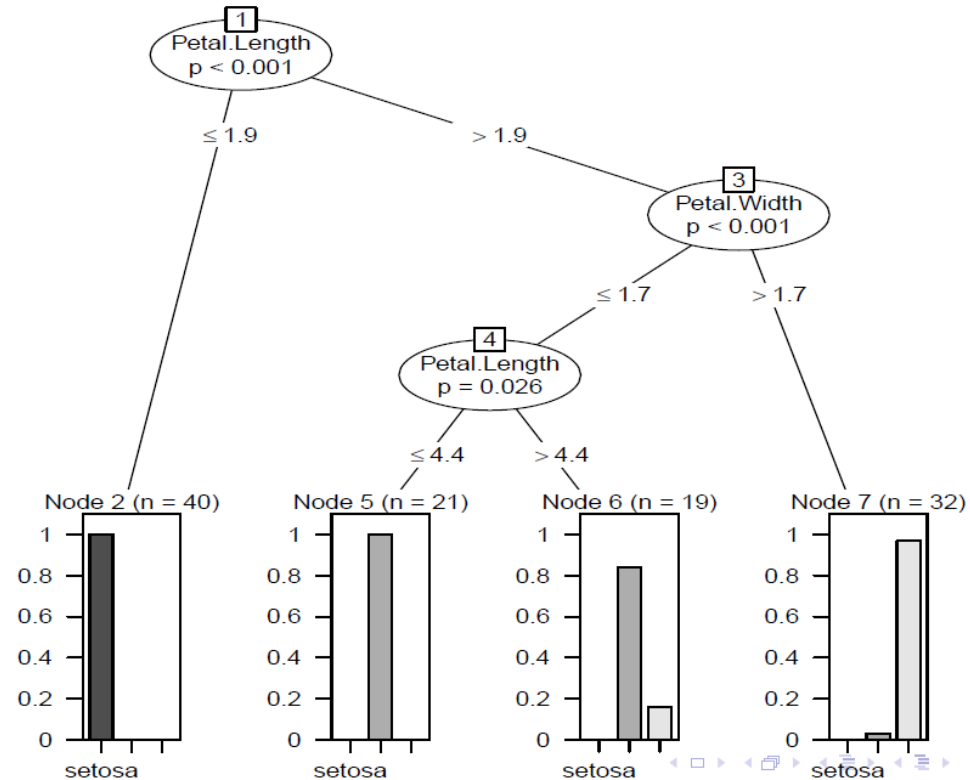 1
Petal.Length
p < 0.001
≤ 1.9
> 1.9
3
Petal.Width
p < 0.001
≤ 1.7
> 1.7
4
Petal.Length
p = 0.026
≤ 4.4
> 4.4
Node 2 (n = 40)
Node 5 (n = 21)
Node 6 (n = 19)
Node 7 (n = 32)
1
0.8
0.6
0.4
0.2
0
setosa
1
0.8
0.6
0.4
0.2
0
setosa
1
0.8
0.6
0.4
0.2
0
setosa
1
0.8
0.6
0.4
0.2
0
setosa